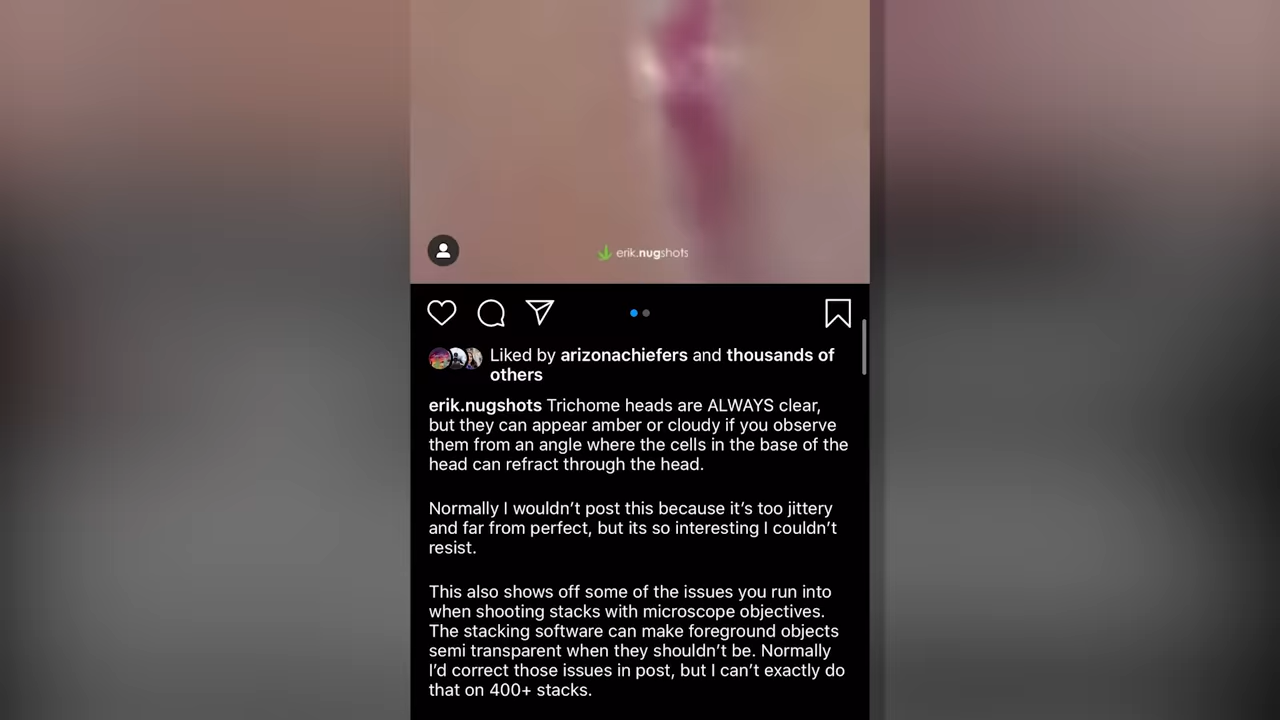 erik.nugshots
Liked by arizonachiefers and thousands of
others
erik.nugshots Trichome heads are ALWAYS clear,
but they can appear amber or cloudy if you observe
them from an angle where the cells in the base of the
head can refract through the head.
Normally I wouldn’t post this because it’s too jittery
and far from perfect, but its so interesting I couldn’t
resist.
This also shows off some of the issues you run into
when shooting stacks with microscope objectives.
The stacking software can make foreground objects
semi transparent when they shouldn’t be. Normally
I’d correct those issues in post, but I can’t exactly do
that on 400+ stacks.